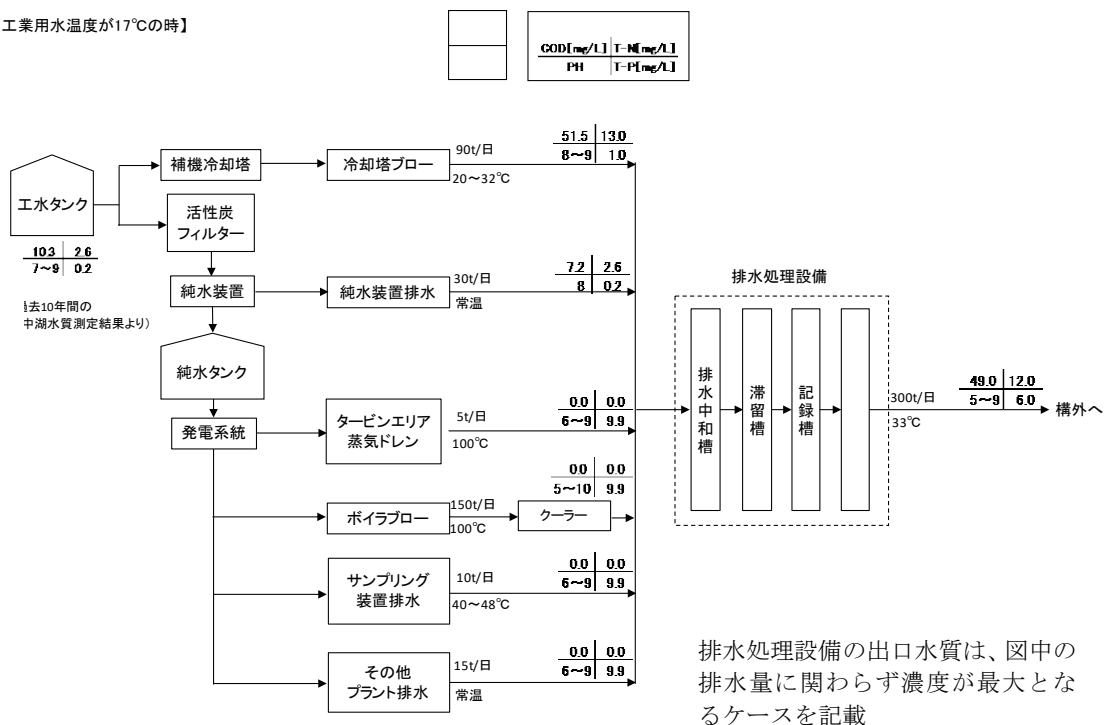 工業用水温度が17℃の時】
COD[mg/L] T-N[mg/L]
PH T-P[mg/L]
補機冷却塔
冷却塔ブロー
90t/日
20～32℃
51.5 13.0
8～9 1.0
工水タンク
10.3 2.6
7～9 0.2
過去10年間の
中湖水質測定結果より）
活性炭
フィルター
純水装置
純水装置排水
30t/日
常温
7.2 2.6
8 0.2
純水タンク
発電系統
タービンエリア
蒸気ドレン
5t/日
100℃
0.0 0.0
6～9 9.9
ボイラブロー
150t/日
100℃
クーラー
0.0 0.0
5～10 9.9
サンプリング
装置排水
10t/日
40～48℃
0.0 0.0
6～9 9.9
その他
プラント排水
15t/日
常温
0.0 0.0
6～9 9.9
排水処理設備
排水中和槽
滞留槽
記録槽
300t/日
33℃
49.0 12.0
5～9 6.0
構外へ
排水処理設備の出口水質は、図中の
排水量に関わらず濃度が最大とな
るケースを記載